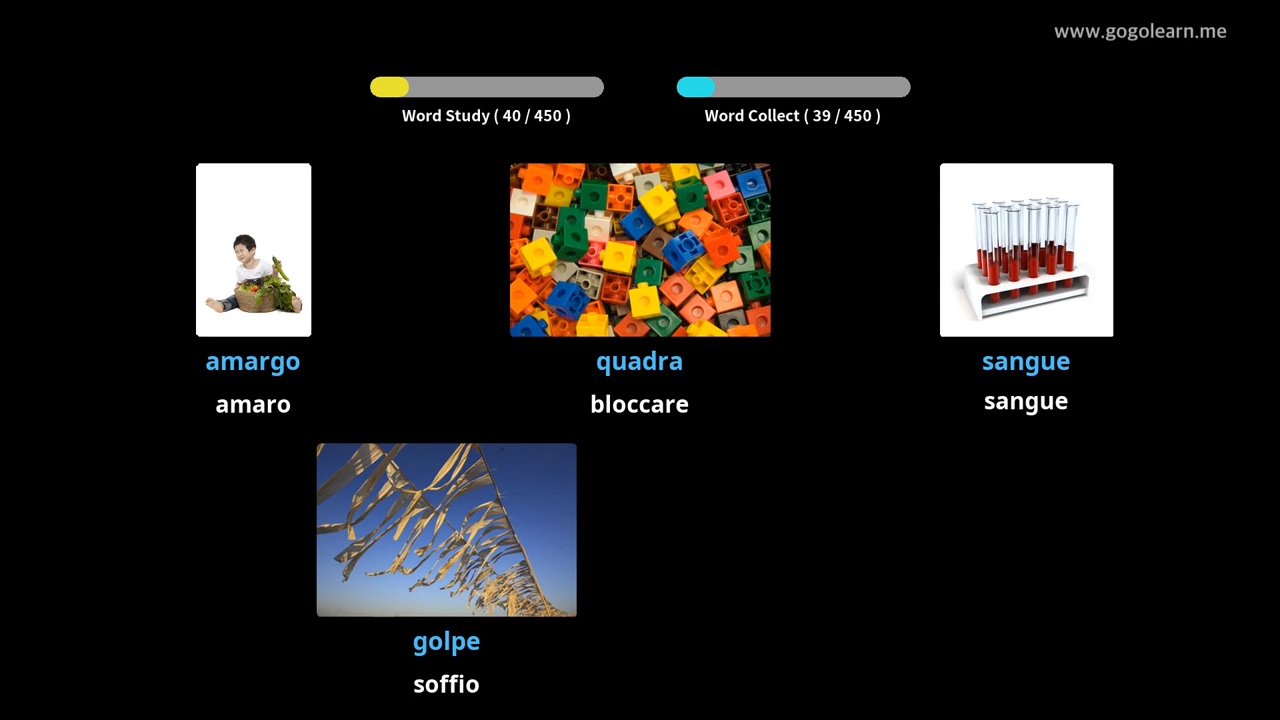 www.gogolearn.me
Word Study ( 40 / 450 )
Word Collect ( 39 / 450 )
amargo
amaro
quadra
bloccare
sangue
sangue
golpe
soffio